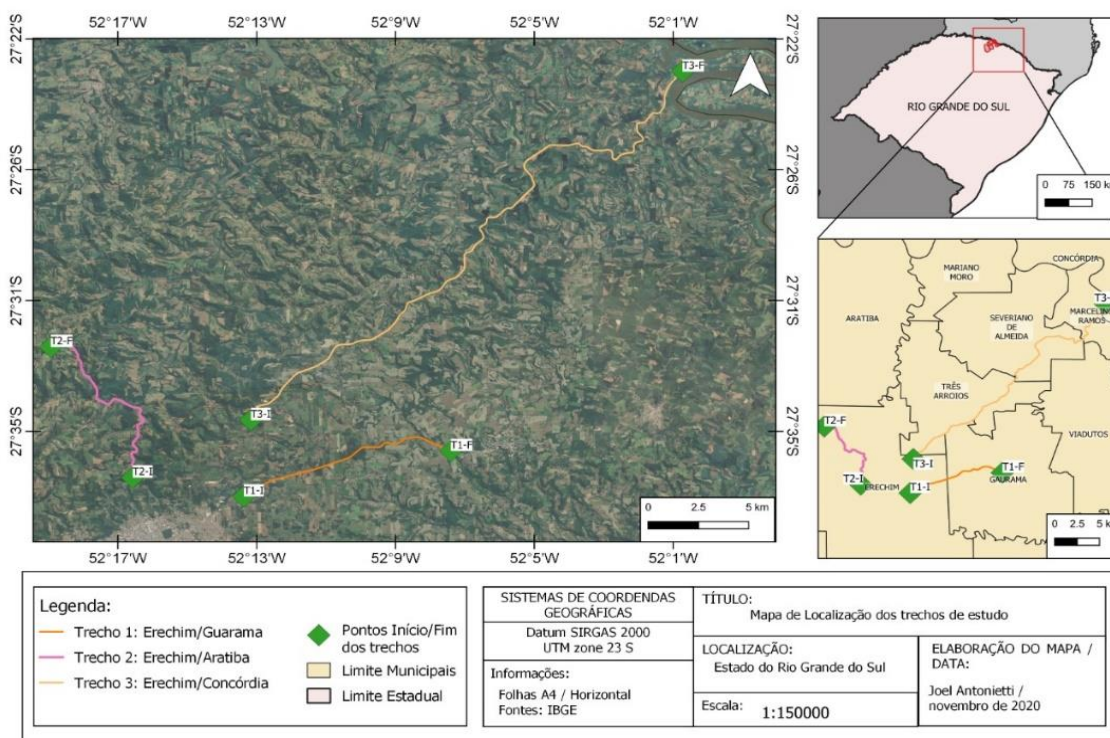 52°17'W 52°13'W 52°9'W 52°5'W 52°1'W
27°22'S
27°26'S
27°31'S
27°35'S
27°22'S
27°26'S
27°31'S
27°35'S
T3-F
T2-F
T3-I
T1-F
T2-I
T1-I
0 2.5 5 km
52°17'W 52°13'W 52°9'W 52°5'W 52°1'W
RIO GRANDE DO SUL
0 75 150 km
MARIANO
MORO
CONCÓRDIA
ARATIBA
SEVERIANO
DE
ALMEIDA
MARCELINO
RAMOS
TRÊS
ARROIOS
VIADUTOS
T2-F
T3-I
T1-F
GAURAMA
T2-I
ERECHIM
T1-I
0 2.5 5 k
Legenda:
Trecho 1: Erechim/Guarama
Trecho 2: Erechim/Aratiba
Trecho 3: Erechim/Concórdia
Pontos Início/Fim
dos trechos
Limite Municipais
Limite Estadual
SISTEMAS DE COORDENDAS
GEOGRÁFICAS
Datum SIRGAS 2000
UTM zone 23 S
Informações:
Folhas A4 / Horizontal
Fontes: IBGE
TÍTULO:
Mapa de Localização dos trechos de estudo
LOCALIZAÇÃO:
Estado do Rio Grande do Sul
Escala: 1:150000
ELABORAÇÃO DO MAPA /
DATA:
Joel Antonietti /
novembro de 2020